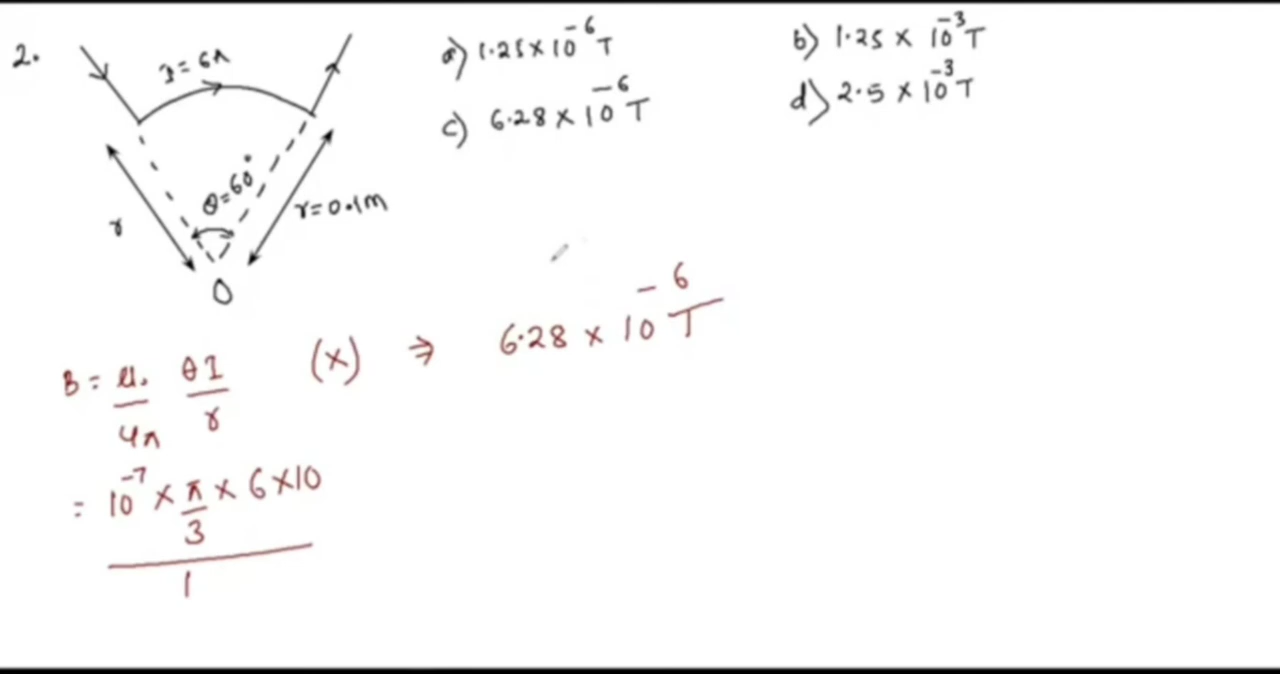 2.
I = 6A
a) 1.25 × 10⁻⁶ T
b) 1.25 × 10⁻³ T
c) 6.28 × 10⁻⁶ T
d) 2.5 × 10⁻³ T
θ = 60°
r
r = 0.1m
O
B = μ₀/4π θI/r (×) ⇒ 6.28 × 10⁻⁶ T
= 10⁻⁷ × π/3 × 6 × 10
1